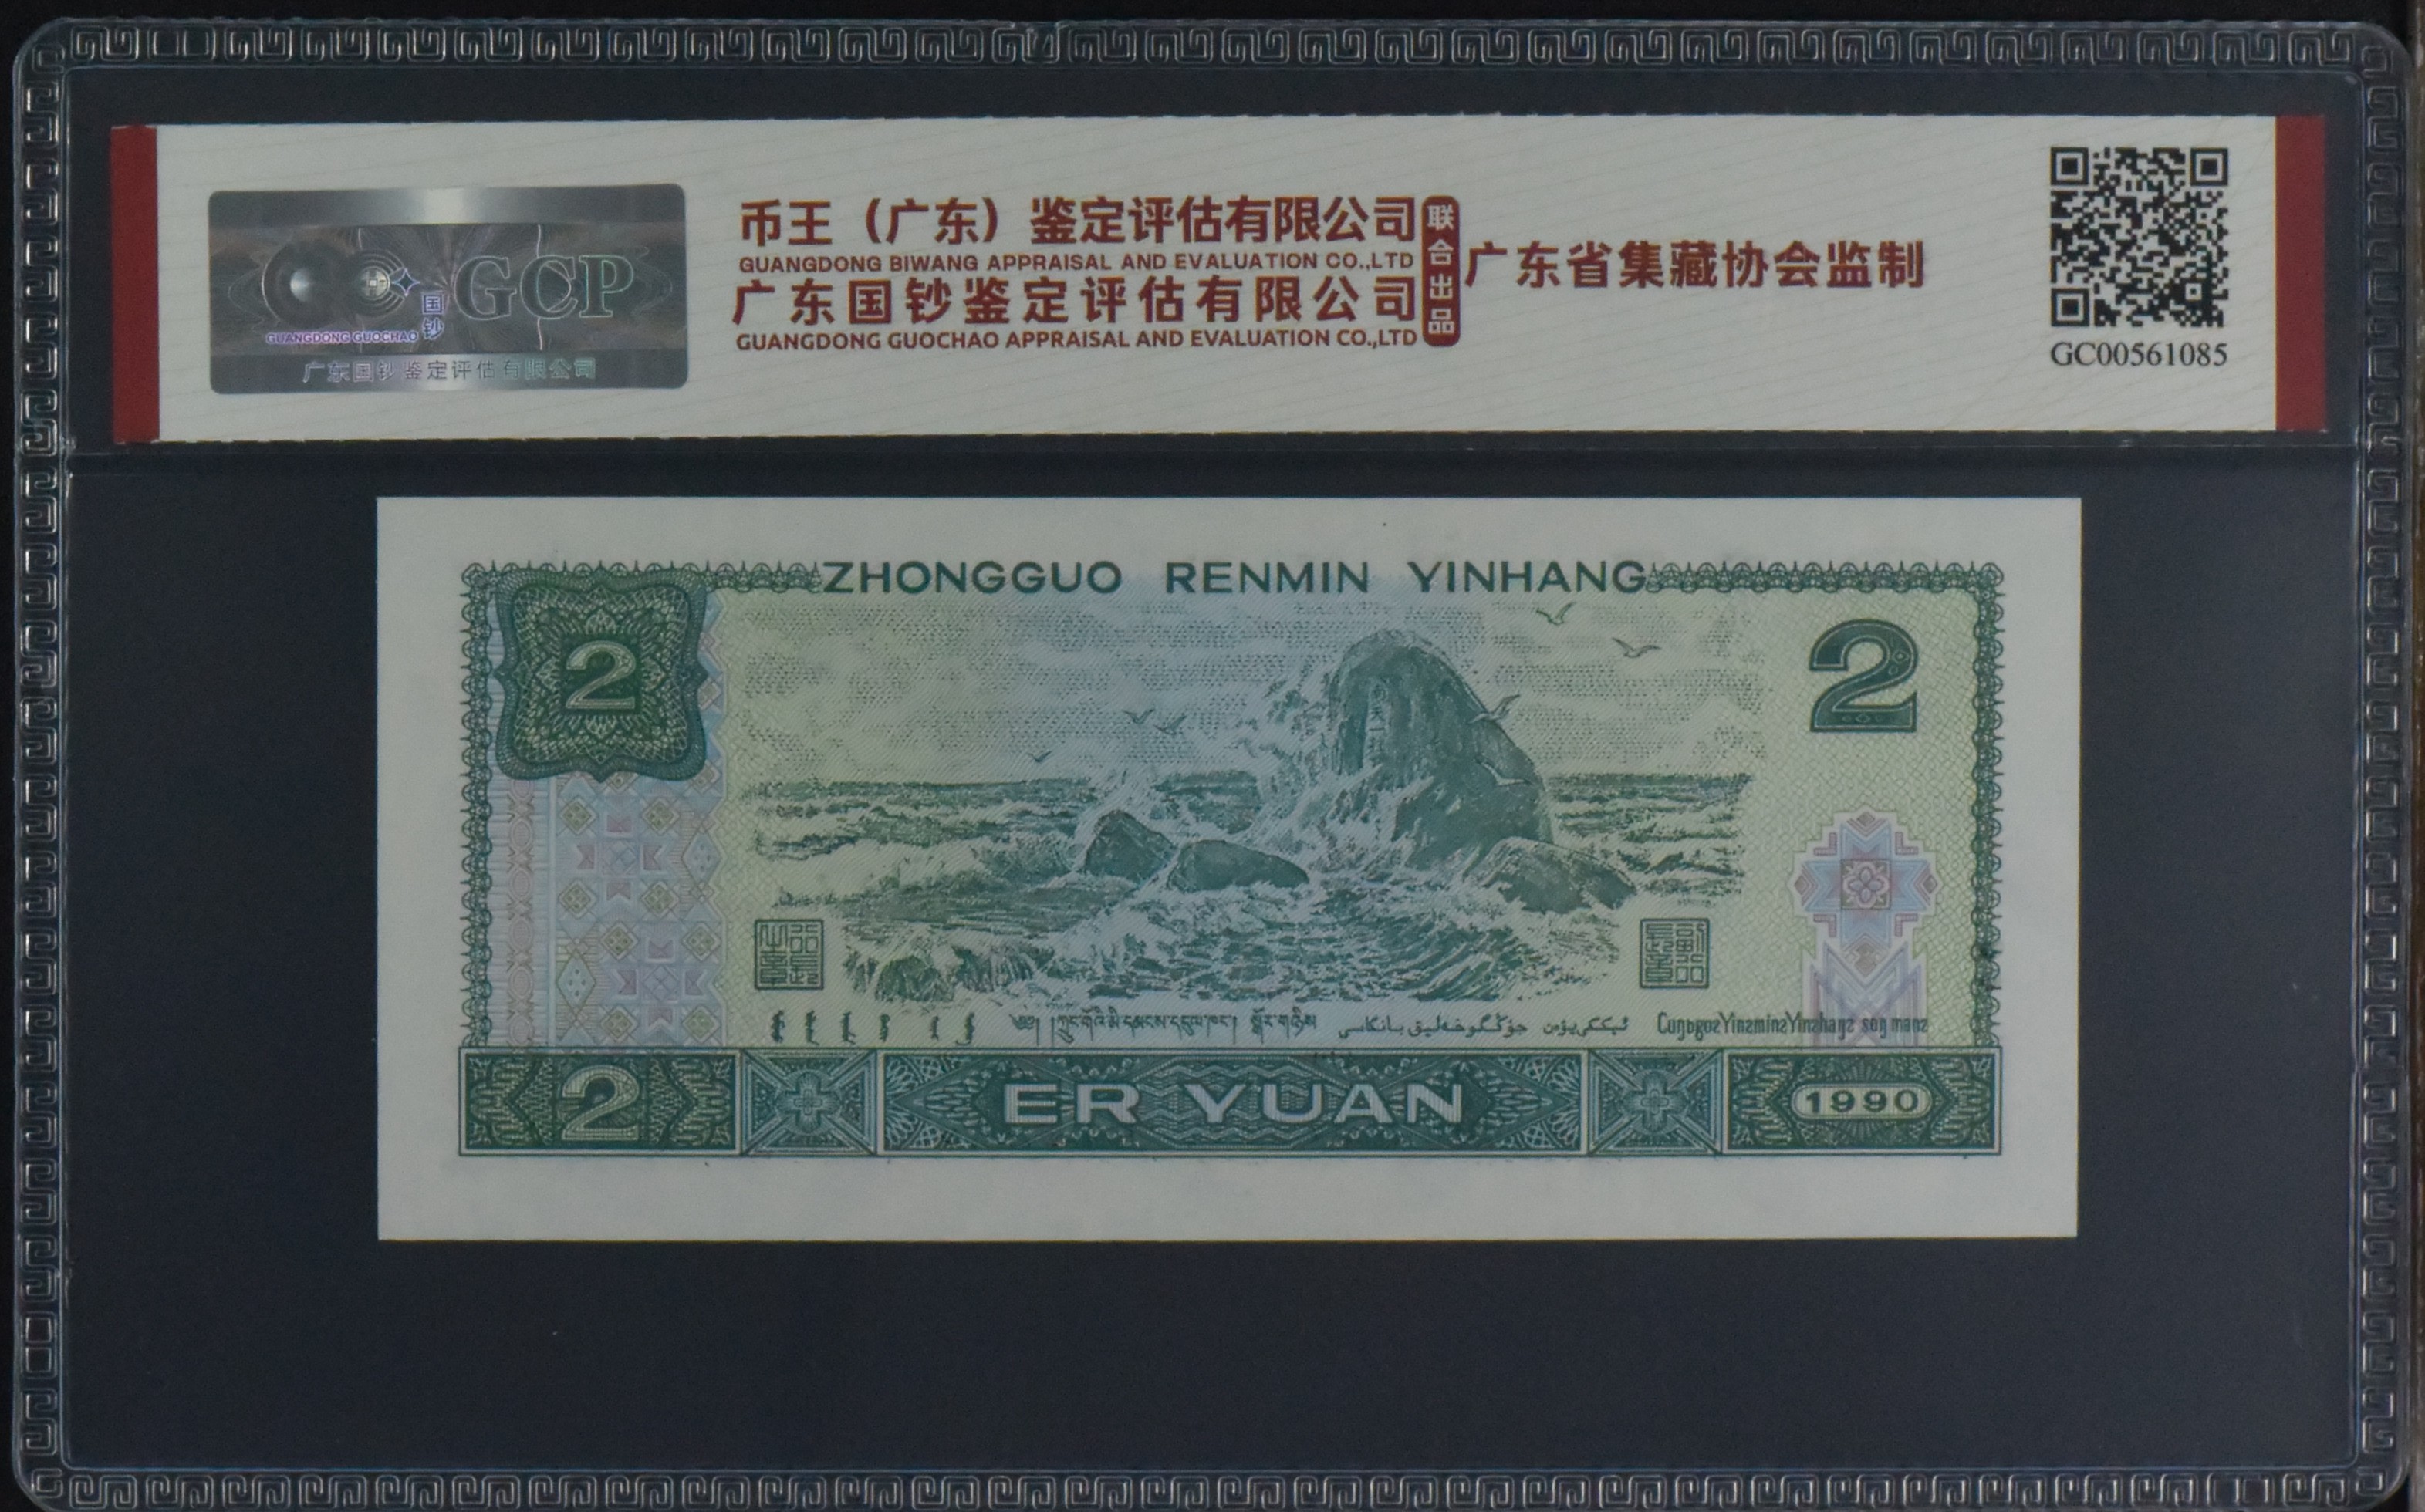 币王（广东）鉴定评估有限公司
GUANGDONG BIWANG APPRAISAL AND EVALUATION CO.,LTD
广东国钞鉴定评估有限公司
GUANGDONG GUOCHAO APPRAISAL AND EVALUATION CO.,LTD
联合出品
广东省集藏协会监制
GC00561085
GCP
国钞
GUANGDONG GUOCHAO
广东国钞鉴定评估有限公司
ZHONGGUO RENMIN YINHANG
2
2
جۇڭگوخەلىق بانكاسى ئىككى يۈەن
2
ER YUAN
1990